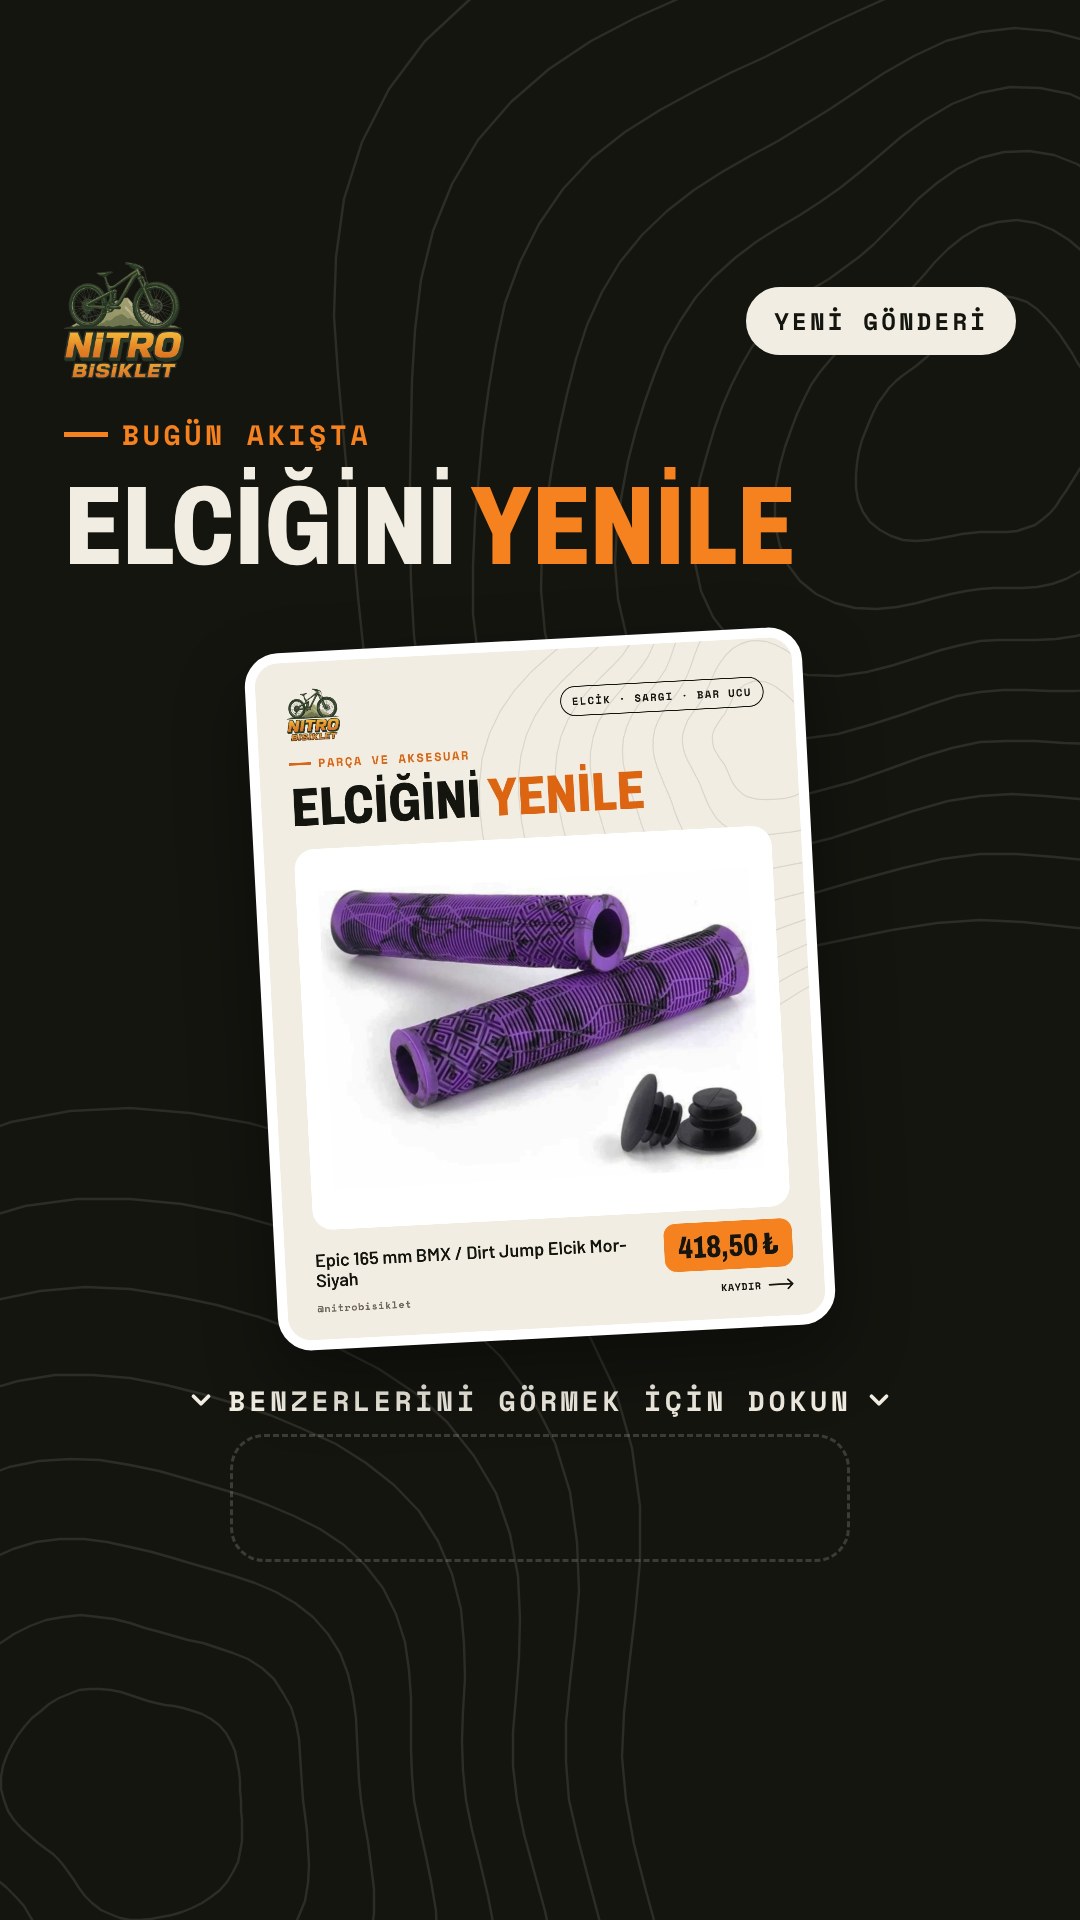 NiTRO
BiSiKLET
YENİ GÖNDERİ
BUGÜN AKIŞTA
ELCİĞİNİ YENİLE
NiTRO
BiSiKLET
ELCİK · SARGI · BAR UCU
PARÇA VE AKSESUAR
ELCİĞİNİ YENİLE
Epic 165 mm BMX / Dirt Jump Elcik Mor-
Siyah
418,50 ₺
KAYDIR
@nitrobisiklet
BENZERLERİNİ GÖRMEK İÇİN DOKUN